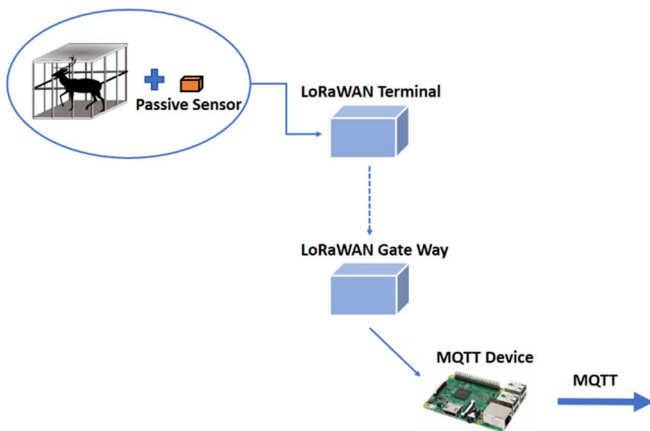 Passive Sensor
LoRaWAN Terminal
LoRaWAN Gate Way
MQTT Device
MQTT